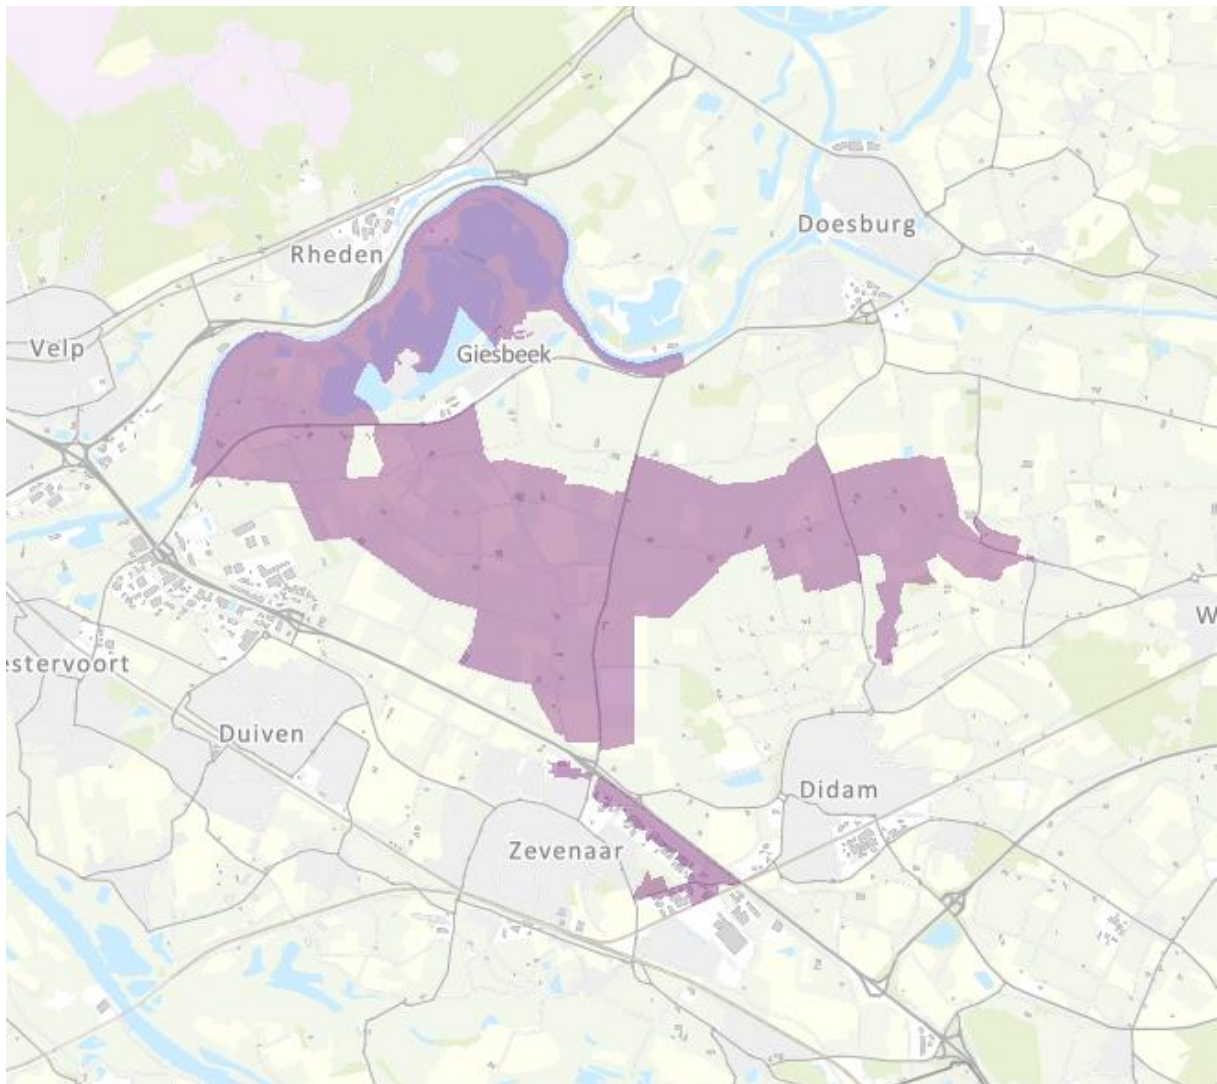 Doesburg
Rheden
Velp
Giesbeek
W
estervoort
Duiven
Didam
Zevenaar